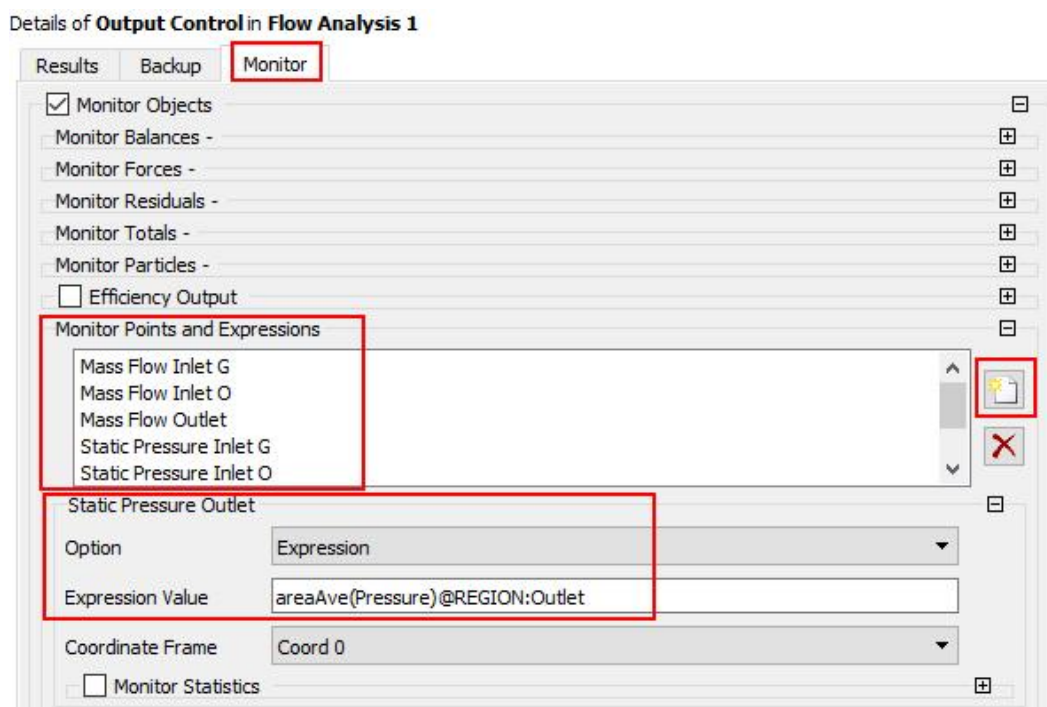 Details of Output Control in Flow Analysis 1
Results Backup Monitor
Monitor Objects
Monitor Balances -
Monitor Forces -
Monitor Residuals -
Monitor Totals -
Monitor Particles -
Efficiency Output
Monitor Points and Expressions
Mass Flow Inlet G
Mass Flow Inlet O
Mass Flow Outlet
Static Pressure Inlet G
Static Pressure Inlet O
Static Pressure Outlet
Option Expression
Expression Value areaAve(Pressure)@REGION:Outlet
Coordinate Frame Coord 0
Monitor Statistics